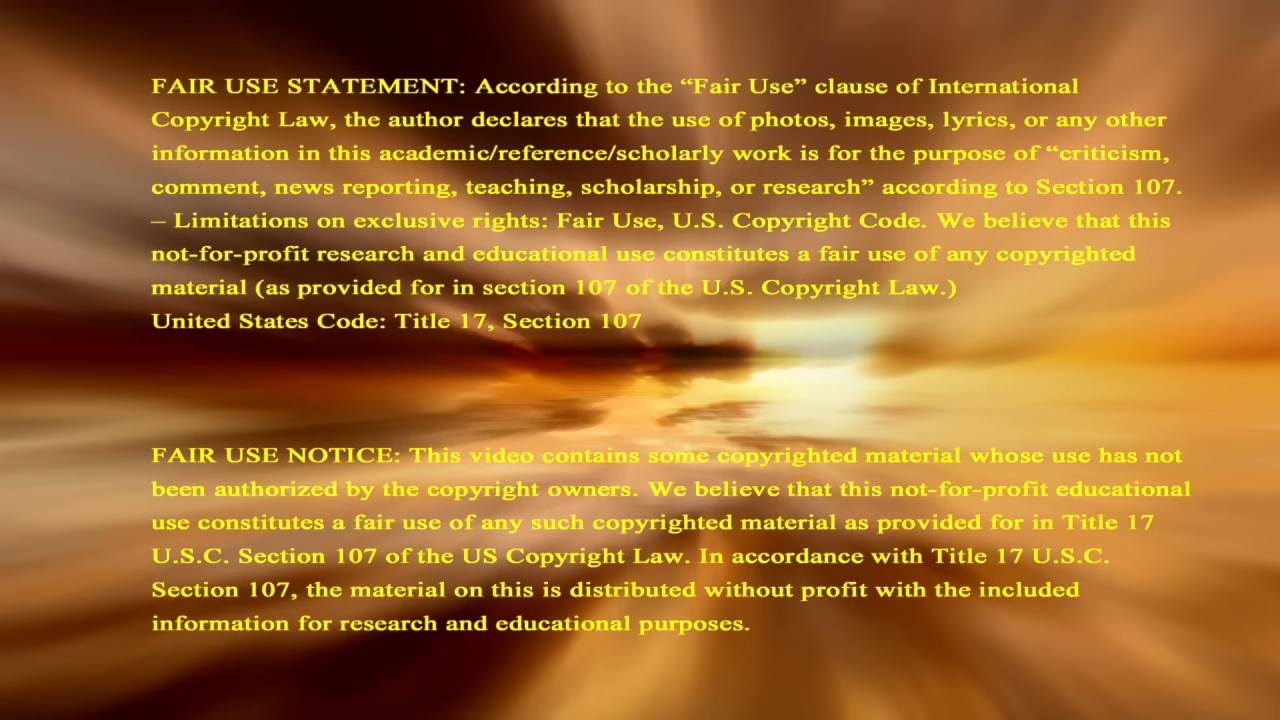 FAIR USE STATEMENT: According to the “Fair Use” clause of International
Copyright Law, the author declares that the use of photos, images, lyrics, or any other
information in this academic/reference/scholarly work is for the purpose of “criticism,
comment, news reporting, teaching, scholarship, or research” according to Section 107.
– Limitations on exclusive rights: Fair Use, U.S. Copyright Code. We believe that this
not-for-profit research and educational use constitutes a fair use of any copyrighted
material (as provided for in section 107 of the U.S. Copyright Law.)
United States Code: Title 17, Section 107
FAIR USE NOTICE: This video contains some copyrighted material whose use has not
been authorized by the copyright owners. We believe that this not-for-profit educational
use constitutes a fair use of any such copyrighted material as provided for in Title 17
U.S.C. Section 107 of the US Copyright Law. In accordance with Title 17 U.S.C.
Section 107, the material on this is distributed without profit with the included
information for research and educational purposes.